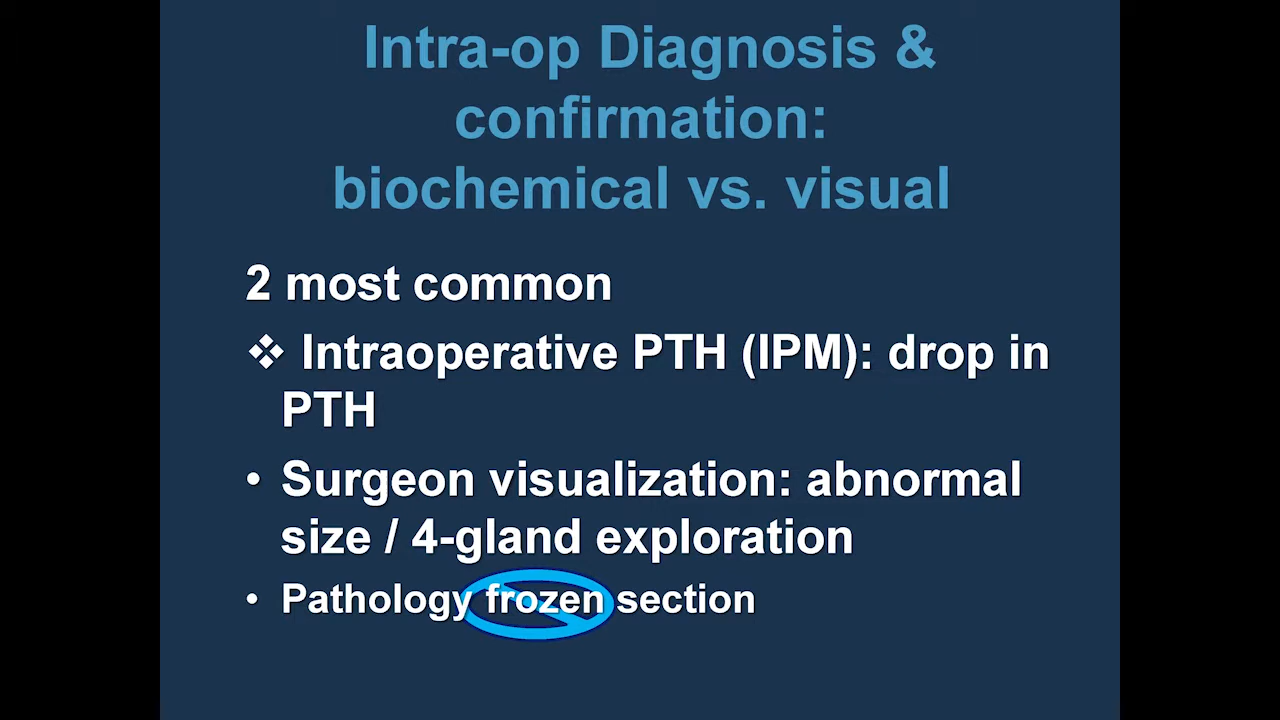 Intra-op Diagnosis &
confirmation:
biochemical vs. visual
2 most common
❖ Intraoperative PTH (IPM): drop in
PTH
• Surgeon visualization: abnormal
size / 4-gland exploration
• Pathology frozen section